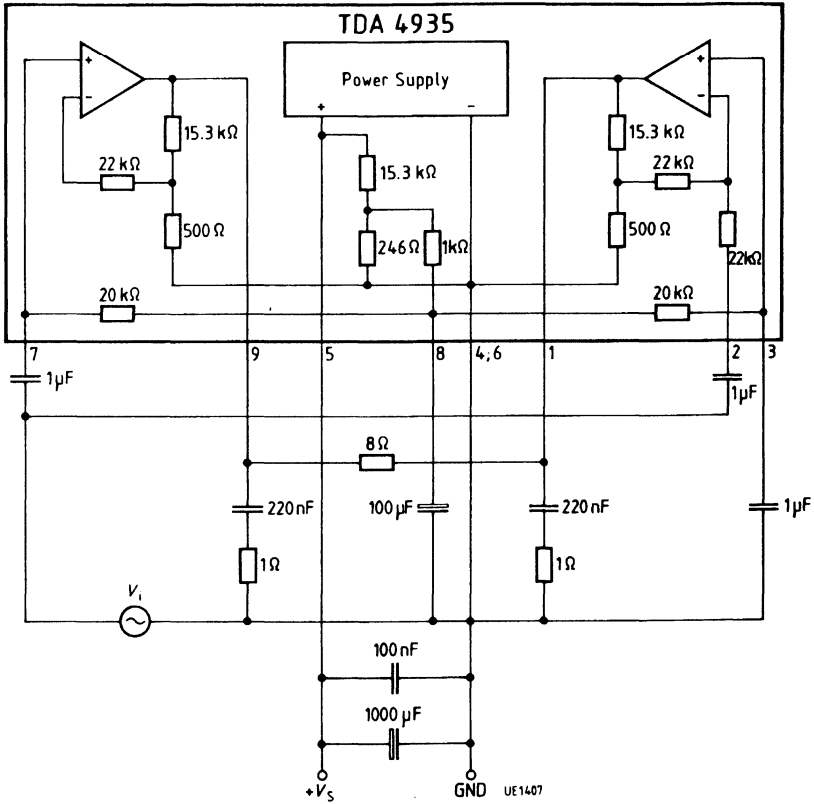 TDA 4935
Power Supply
+ -
+
-
15.3 kΩ
22 kΩ
500 Ω
20 kΩ
15.3 kΩ
246 Ω
1kΩ
+
-
15.3 kΩ
22 kΩ
500 Ω
22kΩ
20 kΩ
7 9 5 8 4;6 1 2 3
1µF
1µF
8Ω
220 nF
100 µF
220 nF
1µF
1Ω
1Ω
Vi
100 nF
1000 µF
+VS
GND
UE1407